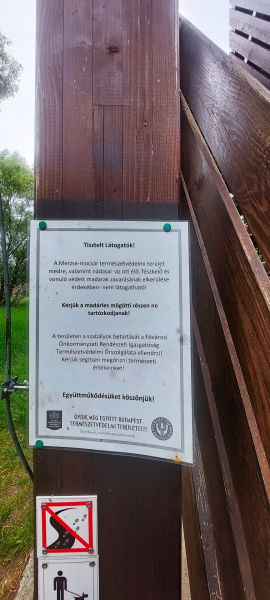 Tisztelt Látogatók!
A Merzse-mocsár természetvédelmi terület
medre, valamint nádasai -az ott élő, fészkelő és
vonuló védett madarak zavarásának elkerülése
érdekében- nem látogatható!
Kérjük a madárles mögötti részen ne
tartózkodjanak!
A területen a szabályok betartását a Fővárosi
Önkormányzati Rendészeti Igazgatóság
Természetvédelmi Őrszolgálata ellenőrzi!
Kérjük segítsen megőrizni természeti
értékeinket!
Együttműködésüket köszönjük!
ÓVJUK MEG EGYÜTT BUDAPEST
TERMÉSZETVÉDELMI TERÜLETEIT!